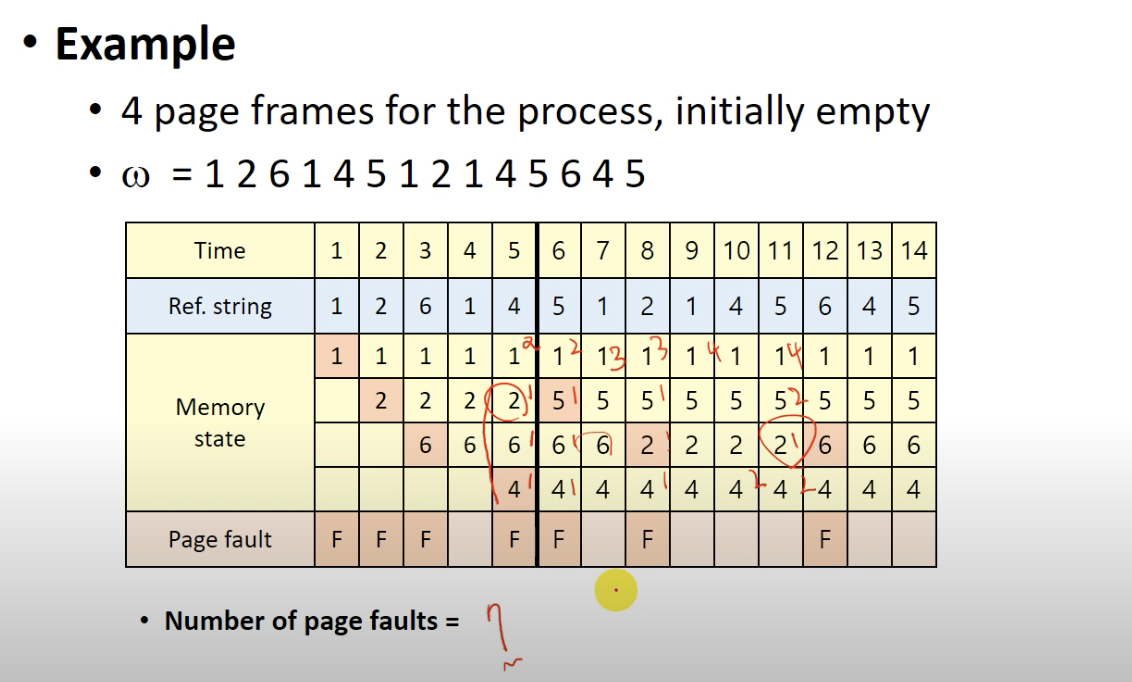 • Example
• 4 page frames for the process, initially empty
• ω = 1 2 6 1 4 5 1 2 1 4 5 6 4 5
Time 1 2 3 4 5 6 7 8 9 10 11 12 13 14
Ref. string 1 2 6 1 4 5 1 2 1 4 5 6 4 5
Memory state
1 1 1 1 1 2 1 2 1 3 1 3 1 4 1 1 4 1 1 1
2 2 2 2 1 5 1 5 5 1 5 5 5 2 5 5 5
6 6 6 1 6 1 6 2 1 2 2 2 1 6 6 6
4 1 4 1 4 4 1 4 4 2 4 2 4 4 4
Page fault F F F F F F F
• Number of page faults = 7